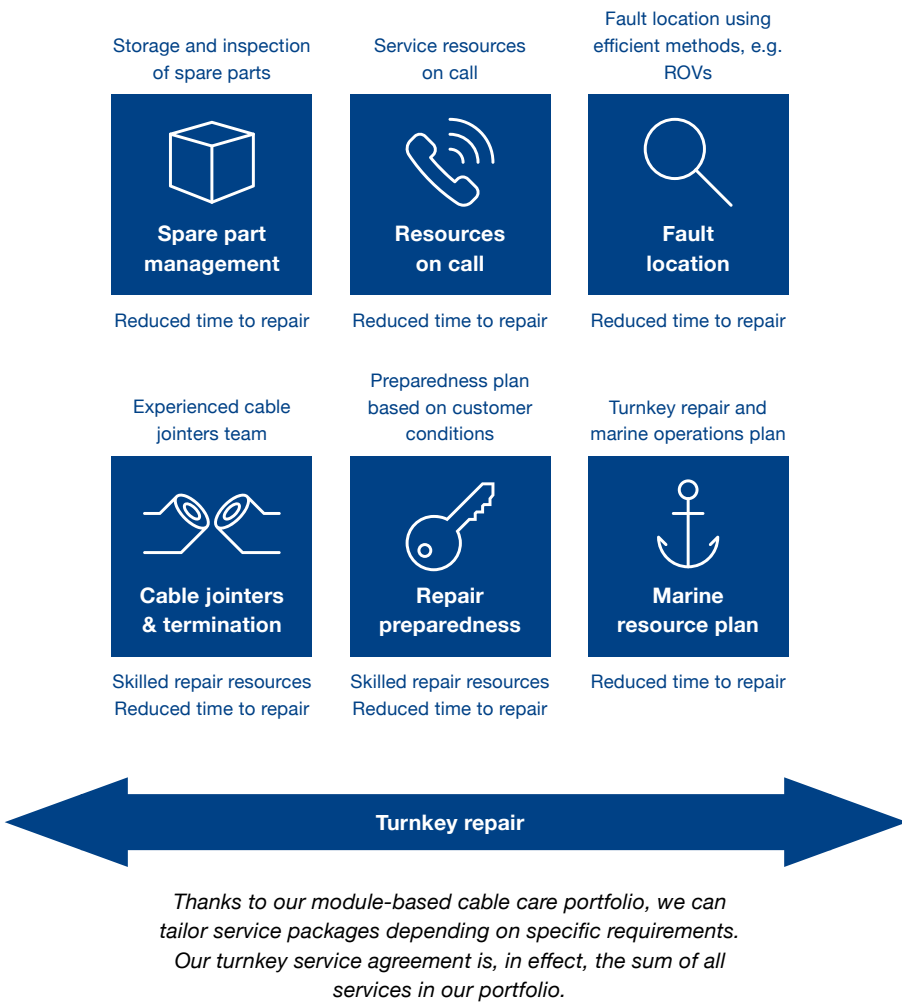 Storage and inspection
of spare parts
Service resources
on call
Fault location using
efficient methods, e.g.
ROVs
Spare part
management
Resources
on call
Fault
location
Reduced time to repair
Reduced time to repair
Reduced time to repair
Experienced cable
jointers team
Preparedness plan
based on customer
conditions
Turnkey repair and
marine operations plan
Cable jointers
& termination
Repair
preparedness
Marine
resource plan
Skilled repair resources
Reduced time to repair
Skilled repair resources
Reduced time to repair
Reduced time to repair
Turnkey repair
Thanks to our module-based cable care portfolio, we can
tailor service packages depending on specific requirements.
Our turnkey service agreement is, in effect, the sum of all
services in our portfolio.